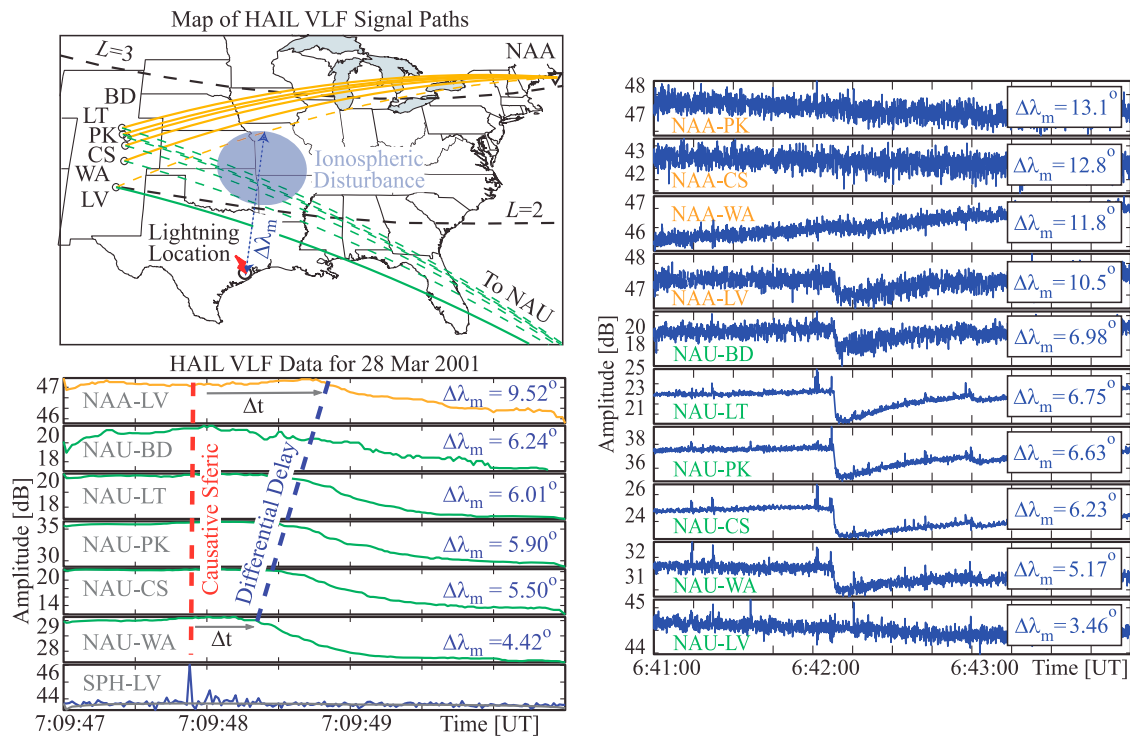 Map of HAIL VLF Signal Paths
NAA
L=3
BD
LT
PK
CS
WA
LV
Ionospheric
Disturbance
L=2
Lightning
Location
Δλm
To NAU
HAIL VLF Data for 28 Mar 2001
Amplitude [dB]
47
46
NAA-LV
Δt
Δλm = 9.52°
20
18
NAU-BD
Δλm = 6.24°
20
18
NAU-LT
Δλm = 6.01°
35
30
NAU-PK
Δλm = 5.90°
20
14
NAU-CS
Δλm = 5.50°
29
28
NAU-WA
Δt
Δλm = 4.42°
Causative Sferic
Differential Delay
46
44
SPH-LV
7:09:47
7:09:48
7:09:49
Time [UT]
Amplitude [dB]
48
47
NAA-PK
Δλm = 13.1°
43
42
NAA-CS
Δλm = 12.8°
47
46
NAA-WA
Δλm = 11.8°
48
47
NAA-LV
Δλm = 10.5°
20
18
NAU-BD
Δλm = 6.98°
25
23
21
NAU-LT
Δλm = 6.75°
38
36
NAU-PK
Δλm = 6.63°
26
24
NAU-CS
Δλm = 6.23°
32
31
NAU-WA
Δλm = 5.17°
45
44
NAU-LV
Δλm = 3.46°
6:41:00
6:42:00
6:43:00
Time [UT]